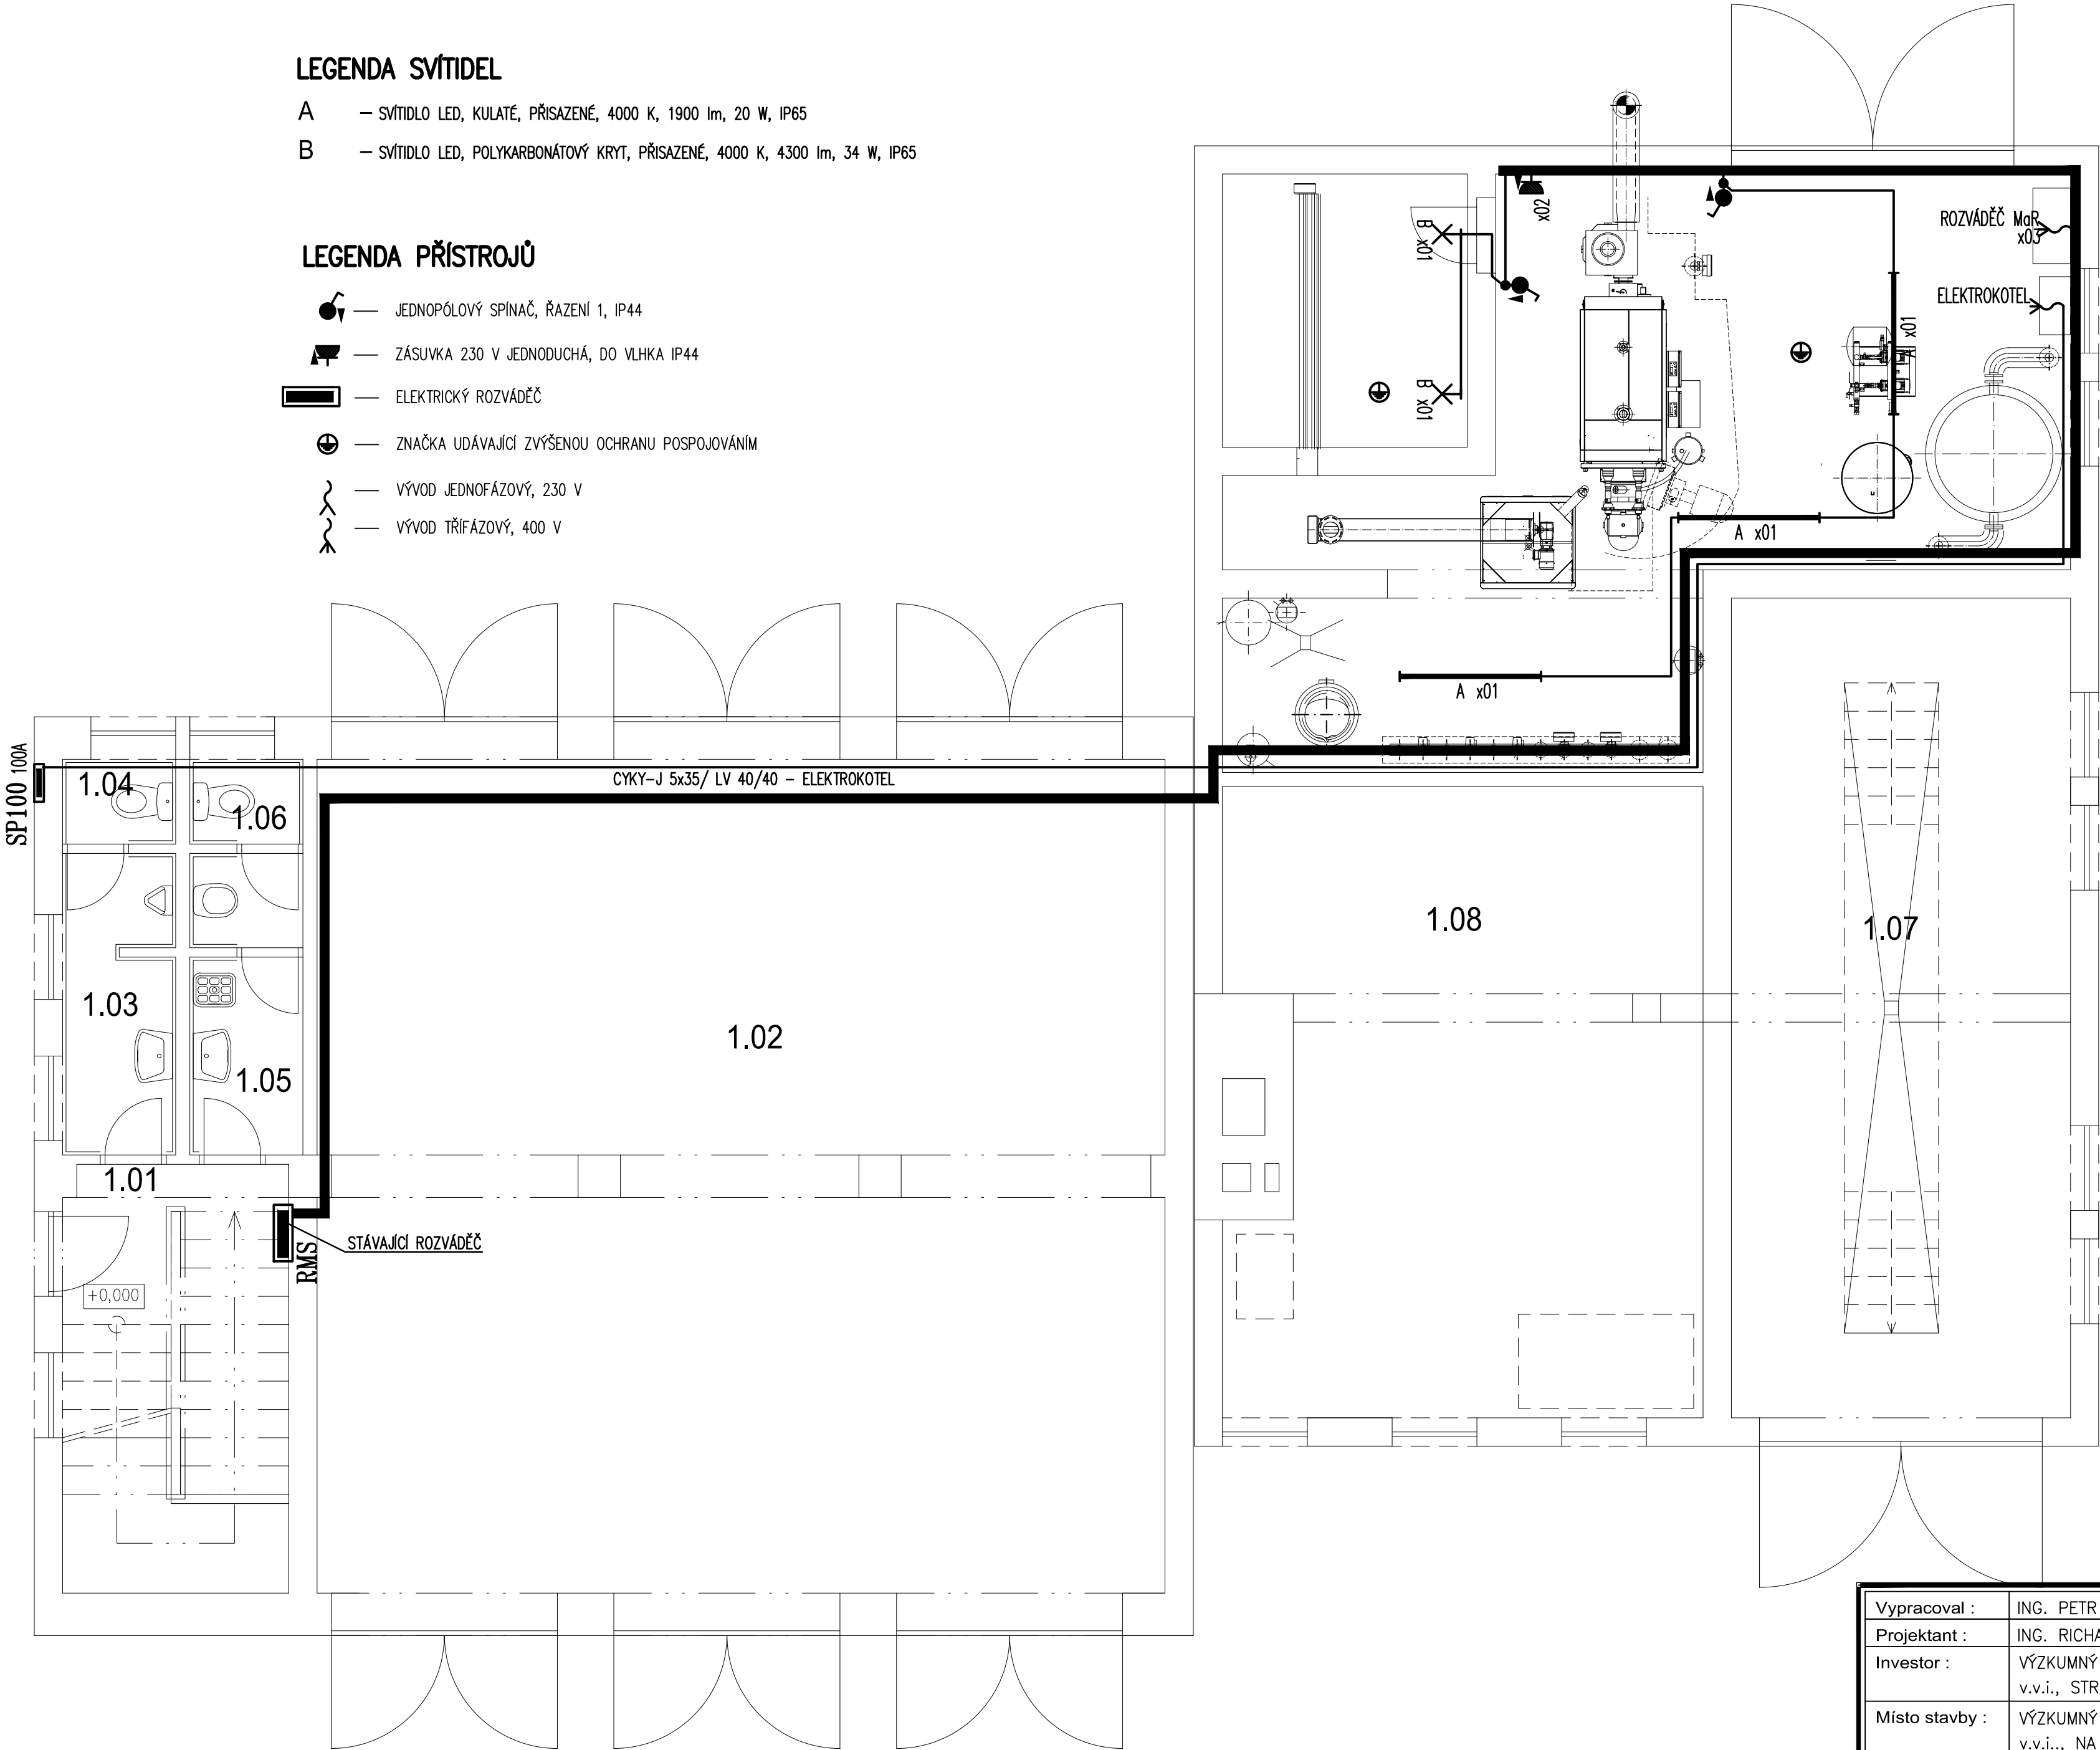 LEGENDA SVÍTIDEL
A – SVÍTIDLO LED, KULATÉ, PŘISAZENÉ, 4000 K, 1900 lm, 20 W, IP65
B – SVÍTIDLO LED, POLYKARBONÁTOVÝ KRYT, PŘISAZENÉ, 4000 K, 4300 lm, 34 W, IP65
LEGENDA PŘÍSTROJŮ
— JEDNOPÓLOVÝ SPÍNAČ, ŘAZENÍ 1, IP44
— ZÁSUVKA 230 V JEDNODUCHÁ, DO VLHKA IP44
— ELEKTRICKÝ ROZVÁDĚČ
— ZNAČKA UDÁVAJÍCÍ ZVÝŠENOU OCHRANU POSPOJOVÁNÍM
— VÝVOD JEDNOFÁZOVÝ, 230 V
— VÝVOD TŘÍFÁZOVÝ, 400 V
x02
B x01
ROZVÁDĚČ MaR
x03
ELEKTROKOTEL
A x01
B x01
A x01
A x01
SP100 100A
CYKY-J 5x35/ LV 40/40 - ELEKTROKOTEL
1.04
1.06
1.08
1.07
1.03
1.02
1.05
1.01
STÁVAJÍCÍ ROZVÁDĚČ
RMS
+0,000
Vypracoval : ING. PETR
Projektant : ING. RICHA
Investor : VÝZKUMNÝ
v.v.i., STR
Místo stavby : VÝZKUMNÝ
v.v.i.., NA